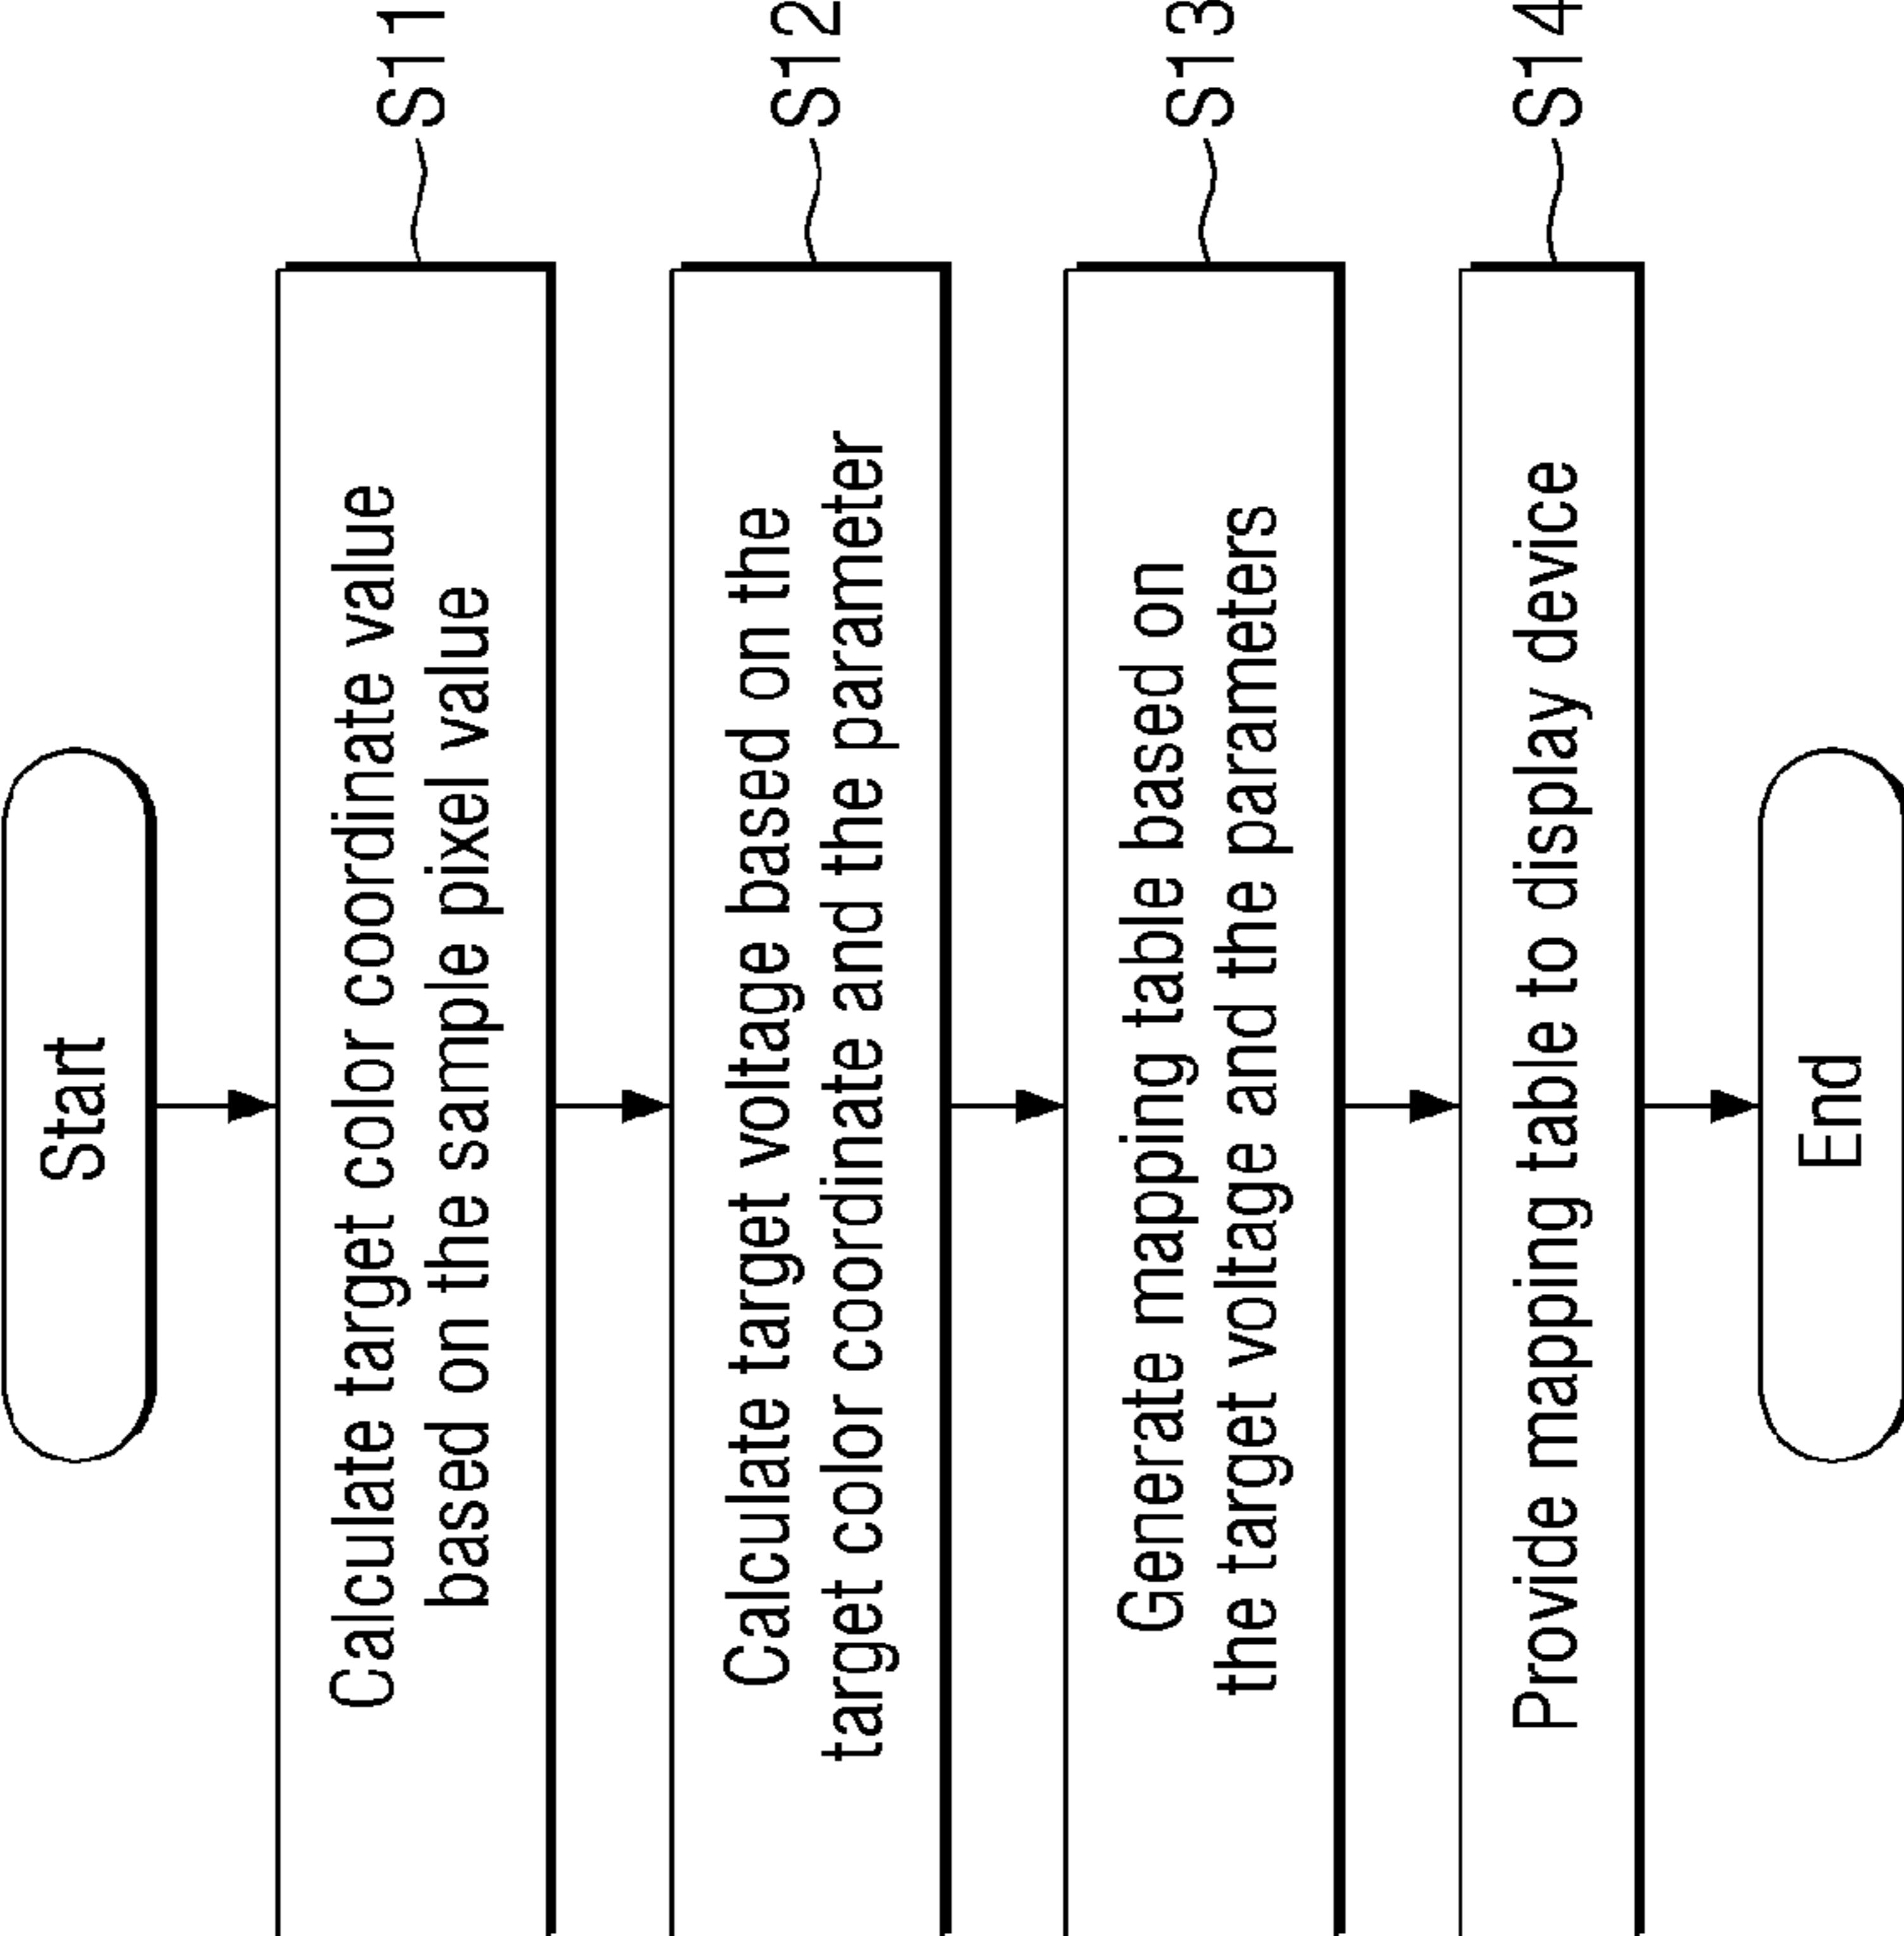 Start
Calculate target color coordinate value
based on the sample pixel value
S11
Calculate target voltage based on the
target color coordinate and the parameter
S12
Generate mapping table based on
the target voltage and the parameters
S13
Provide mapping table to display device
S14
End